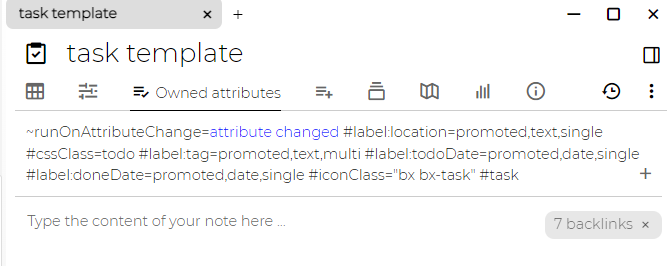 task template
task template
Owned attributes
~runOnAttributeChange=attribute changed #label:location=promoted,text,single
#cssClass=todo #label:tag=promoted,text,multi #label:todoDate=promoted,date,single
#label:doneDate=promoted,date,single #iconClass="bx bx-task" #task
Type the content of your note here ...
7 backlinks